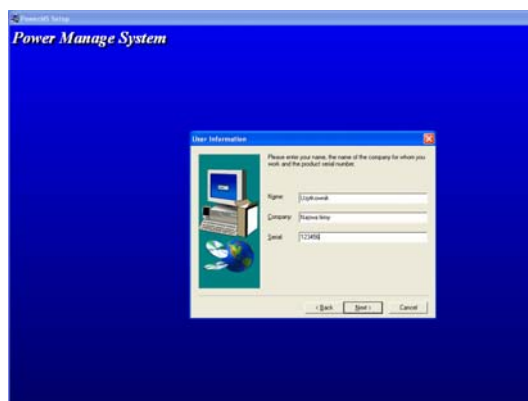 PowerMS Setup
Power Manage System
User Information
Please enter your name, the name of the company for whom you
work and the product serial number.
Name:
Użytkownik
Company:
Nazwa firmy
Serial:
123456
< Back
Next >
Cancel